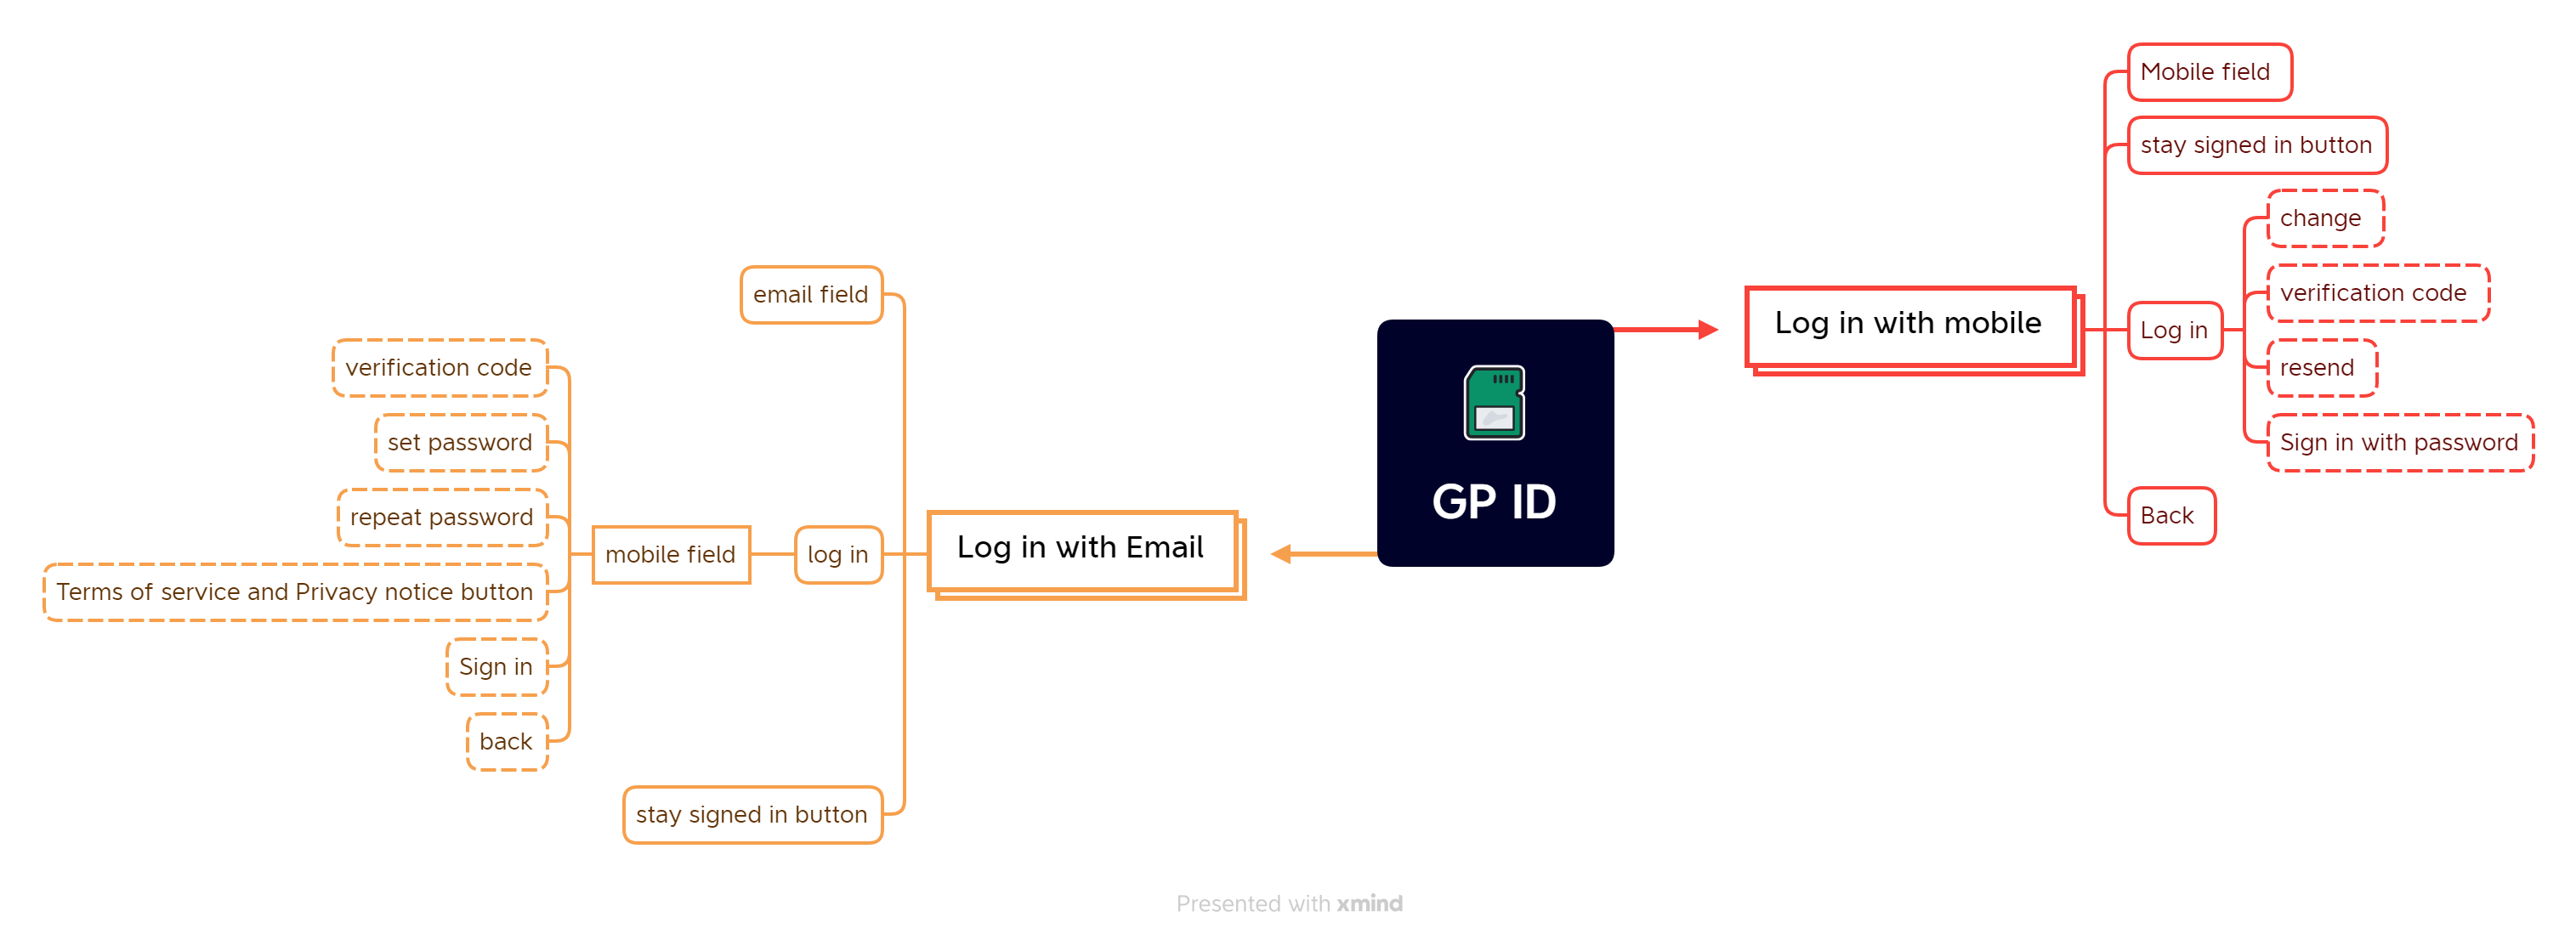 GP ID
Log in with mobile
Mobile field
stay signed in button
Log in
change
verification code
resend
Sign in with password
Back
Log in with Email
email field
log in
mobile field
verification code
set password
repeat password
Terms of service and Privacy notice button
Sign in
back
stay signed in button
Presented with xmind